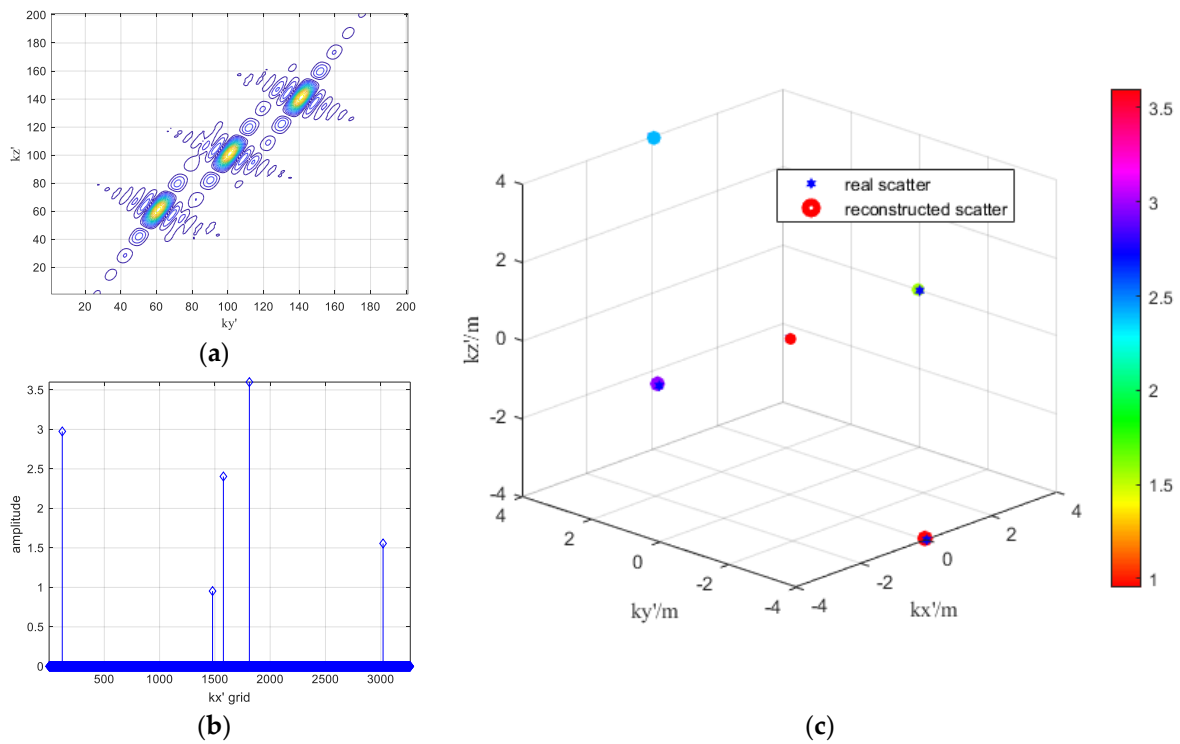 200
180
160
140
120
100
80
60
40
20
kz'
20 40 60 80 100 120 140 160 180 200
ky'
(a)
3.5
3
2.5
2
1.5
1
0.5
0
amplitude
500 1000 1500 2000 2500 3000
kx' grid
(b)
real scatter
reconstructed scatter
4
2
0
-2
-4
kz'/m
4 2 0 -2 -4
ky'/m
-4 -2 0 2 4
kx'/m
3.5
3
2.5
2
1.5
1
(c)